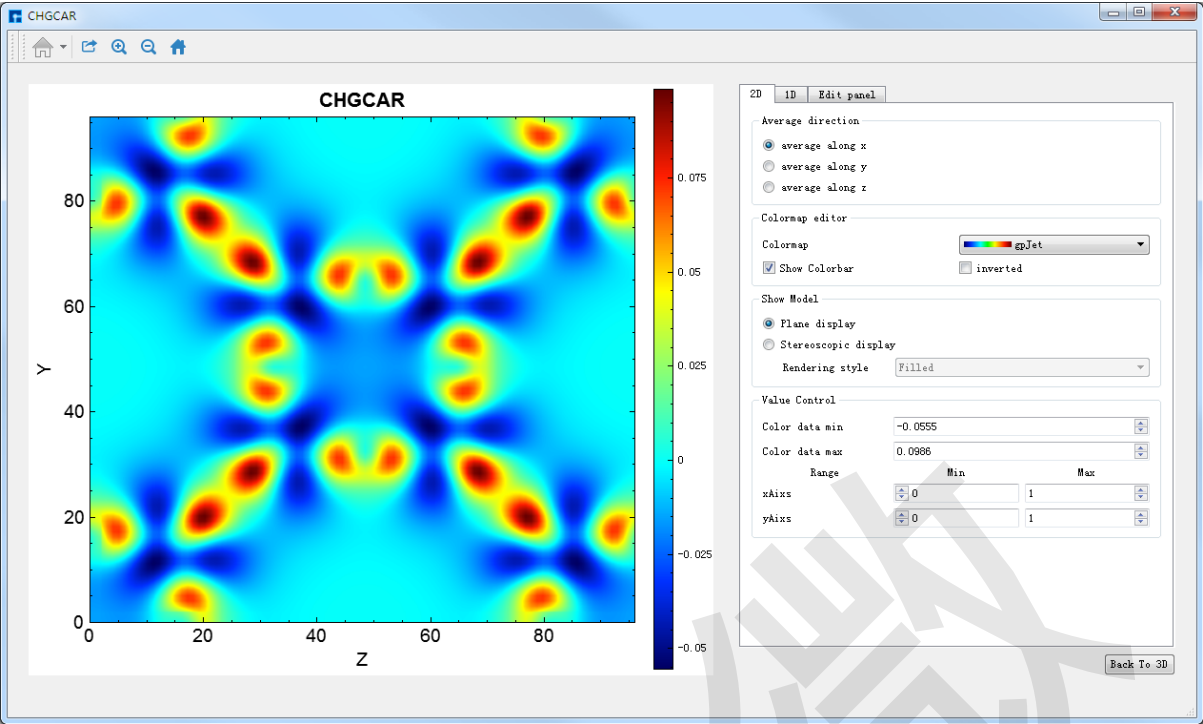 CHGCAR
CHGCAR
Y
80
60
40
20
0
0 20 40 60 80
Z
0.075
0.05
0.025
0
-0.025
-0.05
2D 1D Edit panel
Average direction
average along x
average along y
average along z
Colormap editor
Colormap gpJet
Show Colorbar inverted
Show Model
Plane display
Stereoscopic display
Rendering style Filled
Value Control
Color data min -0.0555
Color data max 0.0986
Range Min Max
xAixs 0 1
yAixs 0 1
Back To 3D